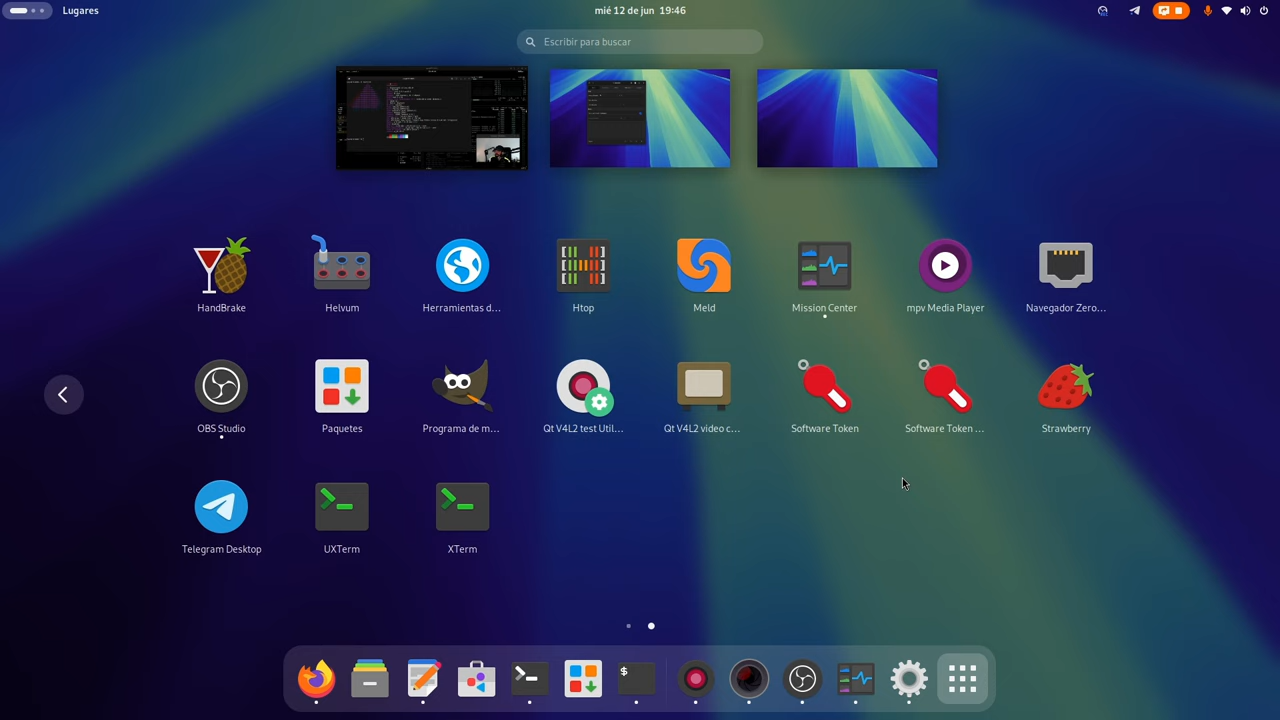 Lugares
mié 12 de jun 19:46
Escribir para buscar
HandBrake
Helvum
Herramientas d...
Htop
Meld
Mission Center
mpv Media Player
Navegador Zero...
OBS Studio
Paquetes
Programa de m...
Qt V4L2 test Util...
Qt V4L2 video c...
Software Token
Software Token ...
Strawberry
Telegram Desktop
UXTerm
XTerm
$